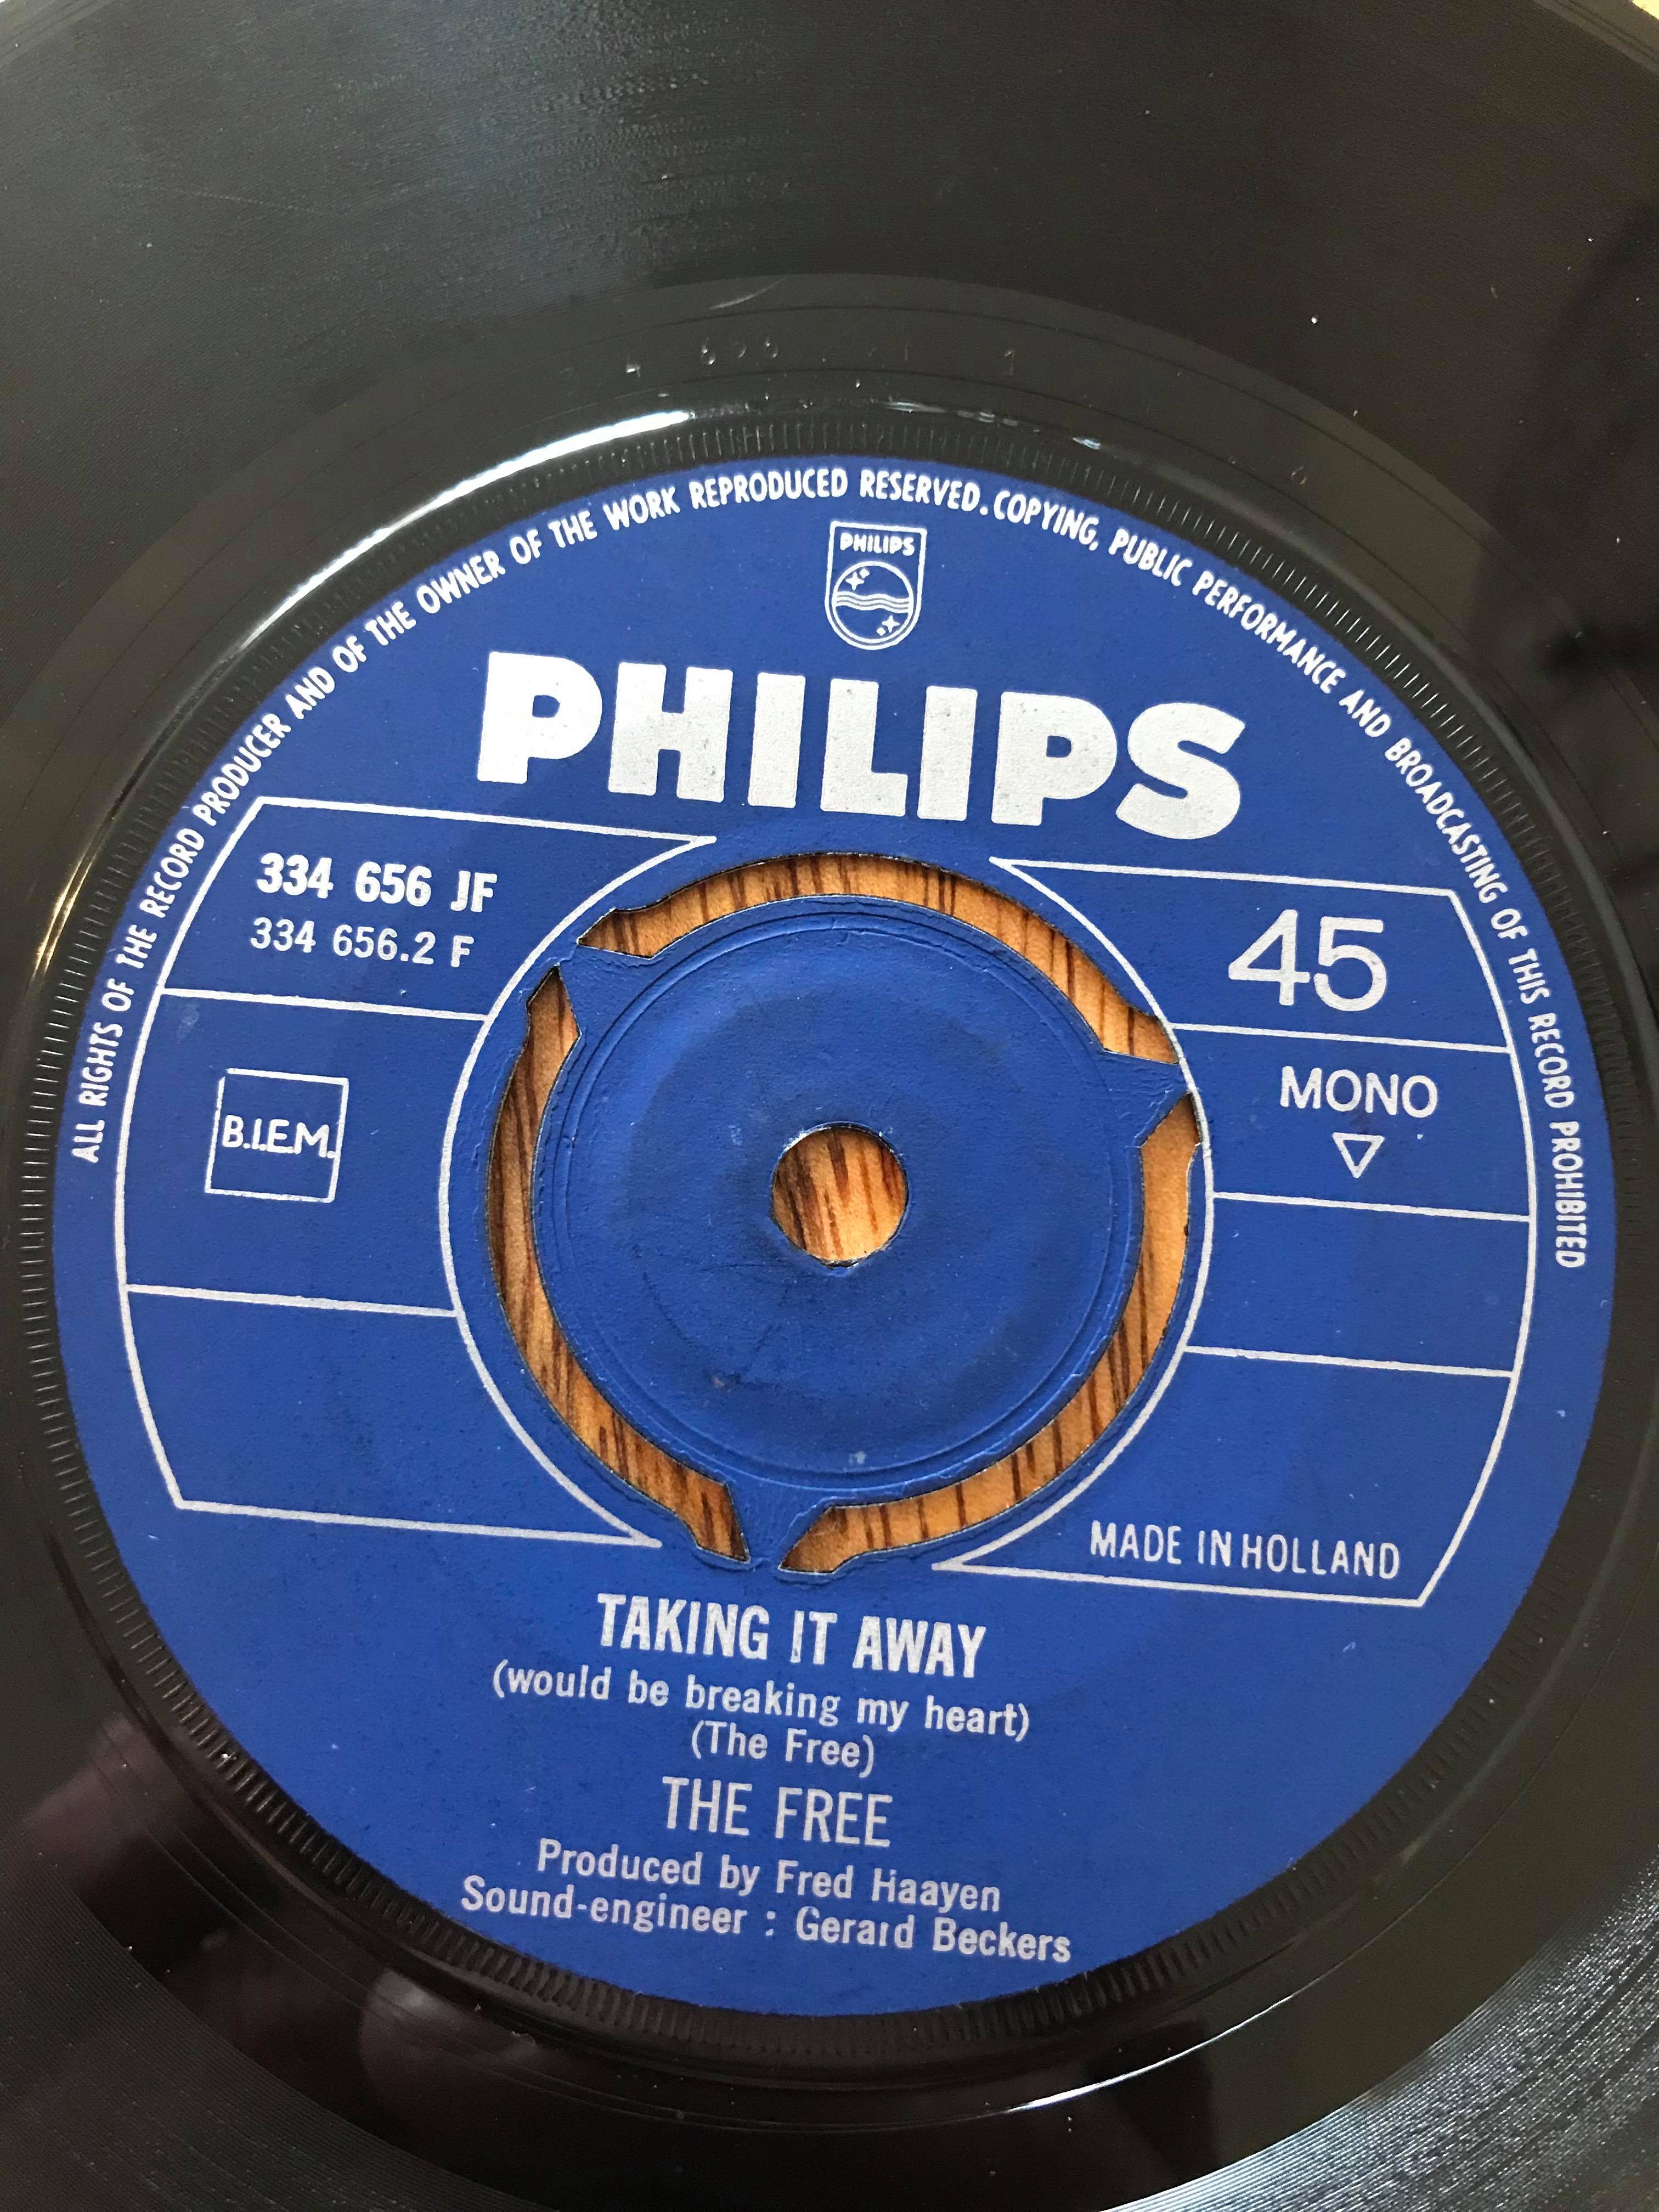 ALL RIGHTS OF THE RECORD PRODUCER AND OF THE OWNER OF THE WORK REPRODUCED RESERVED. COPYING, PUBLIC PERFORMANCE AND BROADCASTING OF THIS RECORD PROHIBITED
PHILIPS
PHILIPS
334 656 JF
334 656.2 F
B.I.E.M.
45
MONO
MADE IN HOLLAND
TAKING IT AWAY
(would be breaking my heart)
(The Free)
THE FREE
Produced by Fred Haayen
Sound-engineer : Gerard Beckers